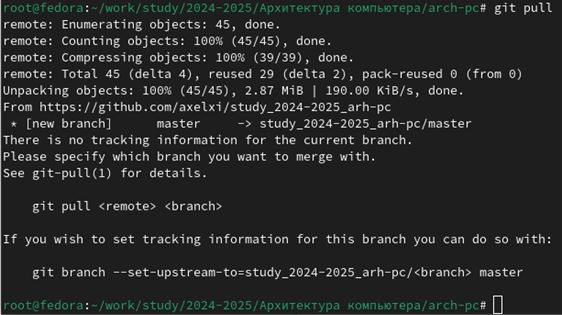 root@fedora:~/work/study/2024-2025/Архитектура компьютера/arch-pc# git pull
remote: Enumerating objects: 45, done.
remote: Counting objects: 100% (45/45), done.
remote: Compressing objects: 100% (39/39), done.
remote: Total 45 (delta 4), reused 29 (delta 2), pack-reused 0 (from 0)
Unpacking objects: 100% (45/45), 2.87 MiB | 190.00 KiB/s, done.
From https://github.com/axelxi/study_2024-2025_arh-pc
 * [new branch]      master     -> study_2024-2025_arh-pc/master
There is no tracking information for the current branch.
Please specify which branch you want to merge with.
See git-pull(1) for details.
    git pull <remote> <branch>
If you wish to set tracking information for this branch you can do so with:
    git branch --set-upstream-to=study_2024-2025_arh-pc/<branch> master
root@fedora:~/work/study/2024-2025/Архитектура компьютера/arch-pc#